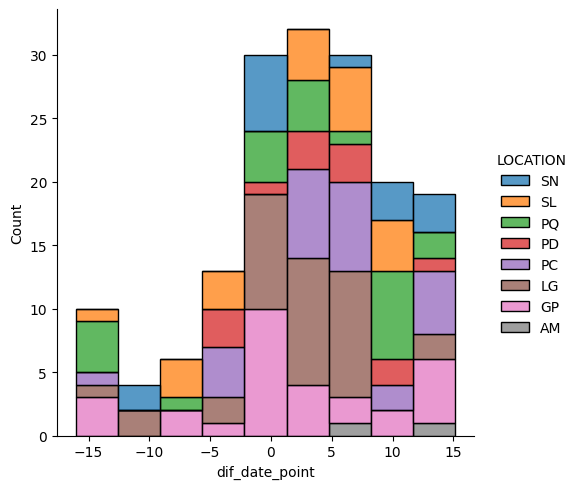 30
25
20
15
10
5
0
Count
−15
−10
−5
0
5
10
15
dif_date_point
LOCATION
SN
SL
PQ
PD
PC
LG
GP
AM